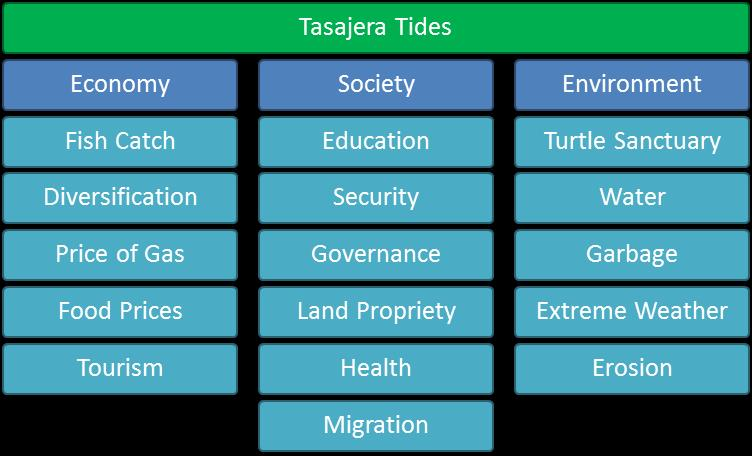 Tasajera Tides
Economy
Society
Environment
Fish Catch
Education
Turtle Sanctuary
Diversification
Security
Water
Price of Gas
Governance
Garbage
Food Prices
Land Propriety
Extreme Weather
Tourism
Health
Erosion
Migration